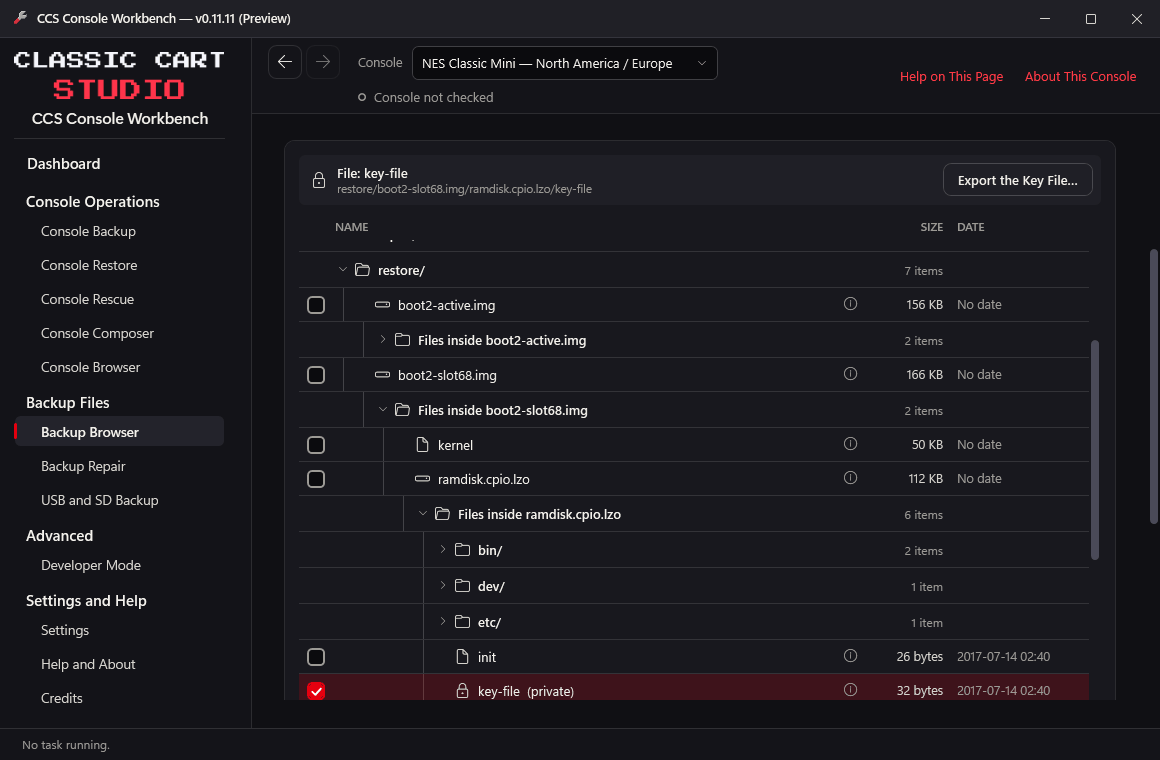 CCS Console Workbench — v0.11.11 (Preview)
CLASSIC CART
STUDIO
CCS Console Workbench
Dashboard
Console Operations
Console Backup
Console Restore
Console Rescue
Console Composer
Console Browser
Backup Files
Backup Browser
Backup Repair
USB and SD Backup
Advanced
Developer Mode
Settings and Help
Settings
Help and About
Credits
Console
NES Classic Mini — North America / Europe
Console not checked
Help on This Page
About This Console
File: key-file
restore/boot2-slot68.img/ramdisk.cpio.lzo/key-file
Export the Key File...
NAME SIZE DATE
restore/ 7 items
boot2-active.img 156 KB No date
Files inside boot2-active.img 2 items
boot2-slot68.img 166 KB No date
Files inside boot2-slot68.img 2 items
kernel 50 KB No date
ramdisk.cpio.lzo 112 KB No date
Files inside ramdisk.cpio.lzo 6 items
bin/ 2 items
dev/ 1 item
etc/ 1 item
init 26 bytes 2017-07-14 02:40
key-file (private) 32 bytes 2017-07-14 02:40
No task running.